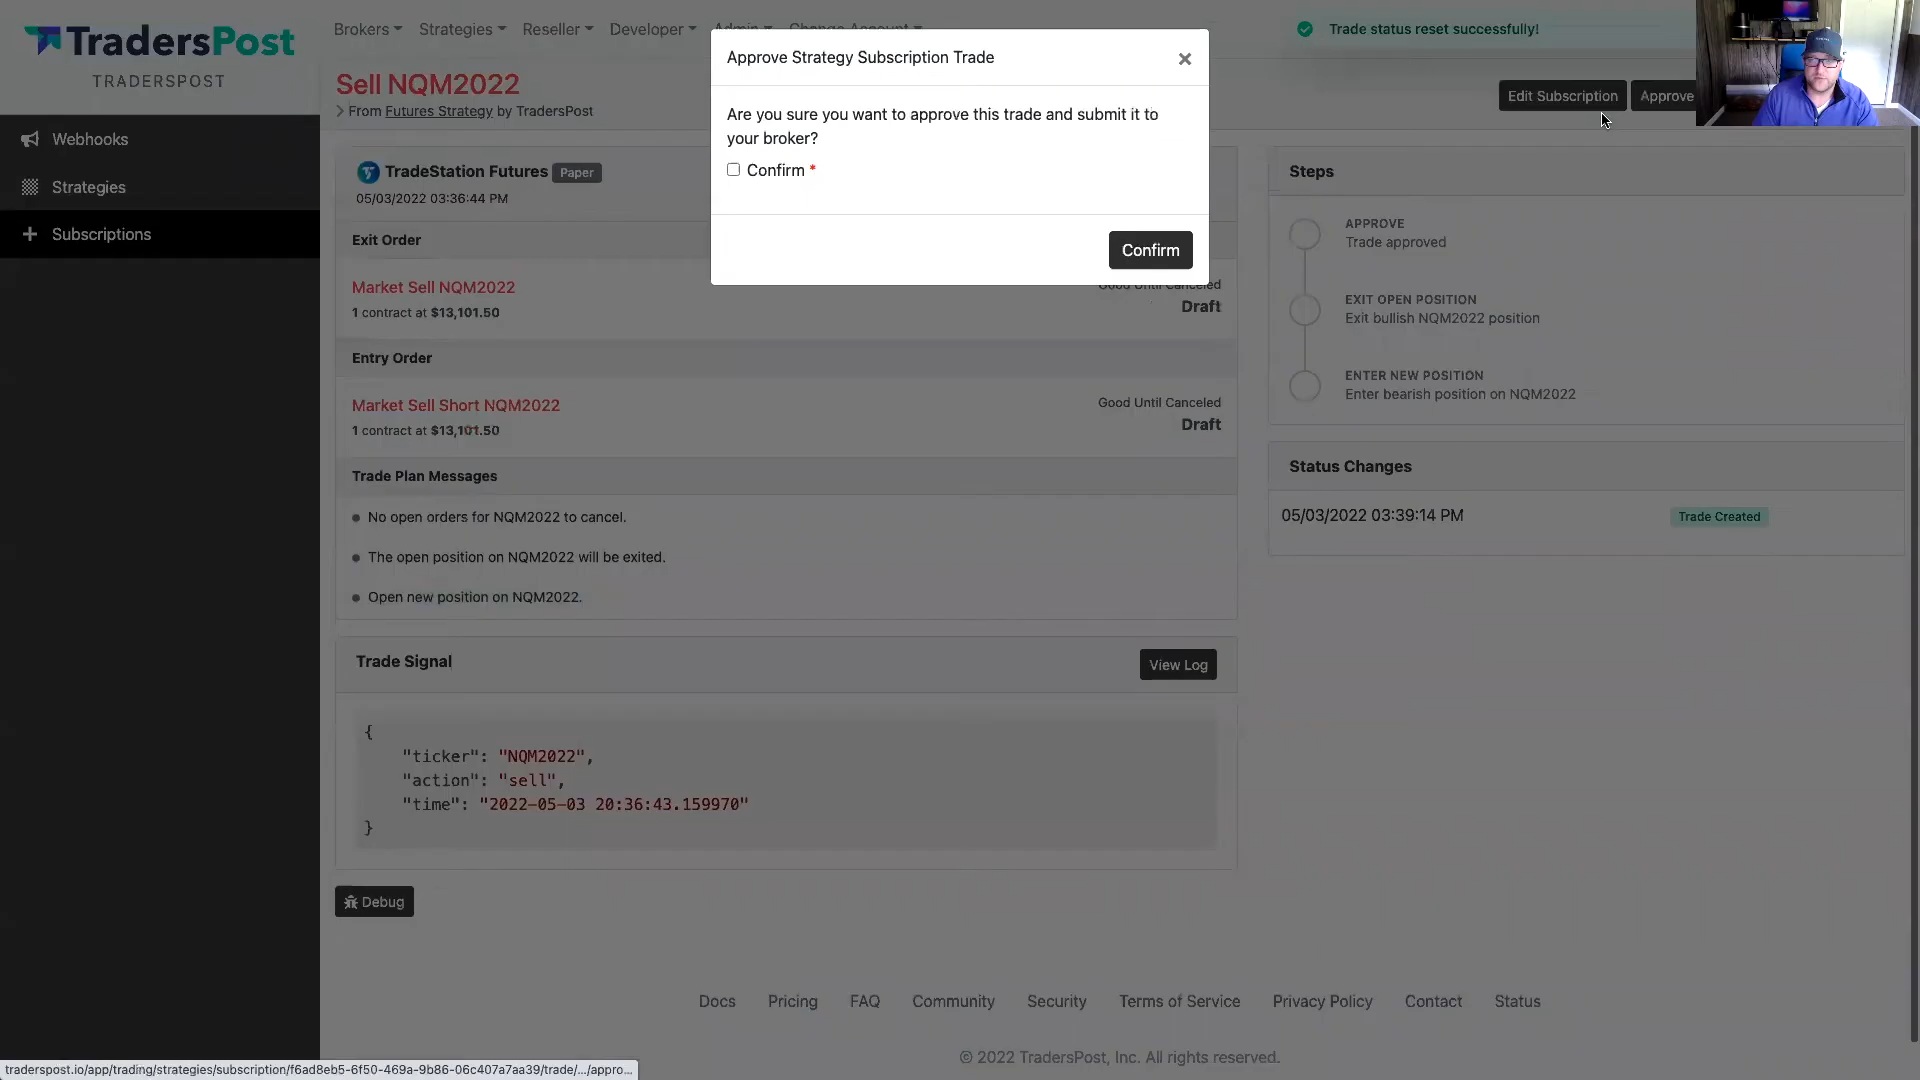 TradersPost
TRADERSPOST
Webhooks
Strategies
Subscriptions
Brokers Strategies Reseller Developer Admin Change Account
Trade status reset successfully!
Sell NQM2022
From Futures Strategy by TradersPost
Edit Subscription Approve
Approve Strategy Subscription Trade ×
Are you sure you want to approve this trade and submit it to
your broker?
Confirm *
Confirm
TradeStation Futures Paper
05/03/2022 03:36:44 PM
Exit Order
Market Sell NQM2022 Good Until Canceled
1 contract at $13,101.50 Draft
Entry Order
Market Sell Short NQM2022 Good Until Canceled
1 contract at $13,101.50 Draft
Trade Plan Messages
No open orders for NQM2022 to cancel.
The open position on NQM2022 will be exited.
Open new position on NQM2022.
Trade Signal View Log
{
"ticker": "NQM2022",
"action": "sell",
"time": "2022-05-03 20:36:43.159970"
}
Debug
Steps
APPROVE
Trade approved
EXIT OPEN POSITION
Exit bullish NQM2022 position
ENTER NEW POSITION
Enter bearish position on NQM2022
Status Changes
05/03/2022 03:39:14 PM Trade Created
Docs Pricing FAQ Community Security Terms of Service Privacy Policy Contact Status
© 2022 TradersPost, Inc. All rights reserved.
traderspost.io/app/trading/strategies/subscription/f6ad8eb5-6f50-469a-9b86-06c407a7aa39/trade/.../appro...